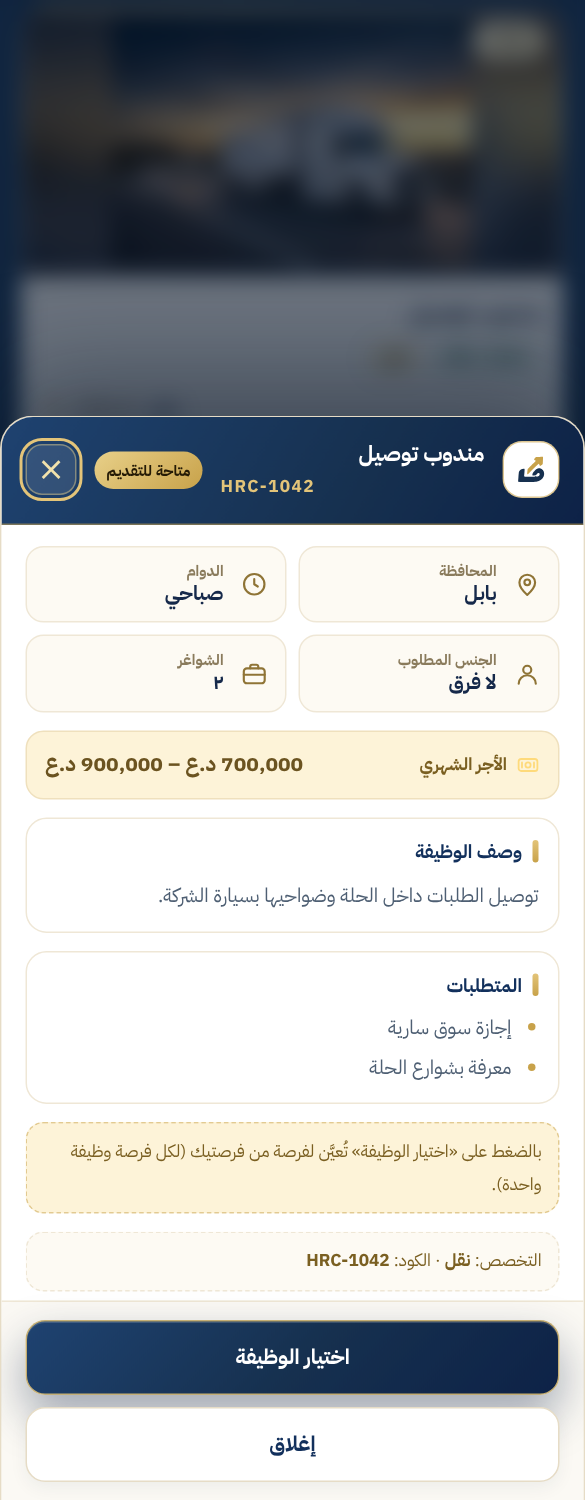 مندوب توصيل
HRC-1042
متاحة للتقديم
المحافظة
بابل
الدوام
صباحي
الجنس المطلوب
لا فرق
الشواغر
٢
الأجر الشهري
700,000 د.ع – 900,000 د.ع
وصف الوظيفة
توصيل الطلبات داخل الحلة وضواحيها بسيارة الشركة.
المتطلبات
إجازة سوق سارية
معرفة بشوارع الحلة
بالضغط على «اختيار الوظيفة» تُعيَّن لفرصة من فرصتيك (لكل فرصة وظيفة
واحدة).
التخصص: نقل · الكود: HRC-1042
اختيار الوظيفة
إغلاق